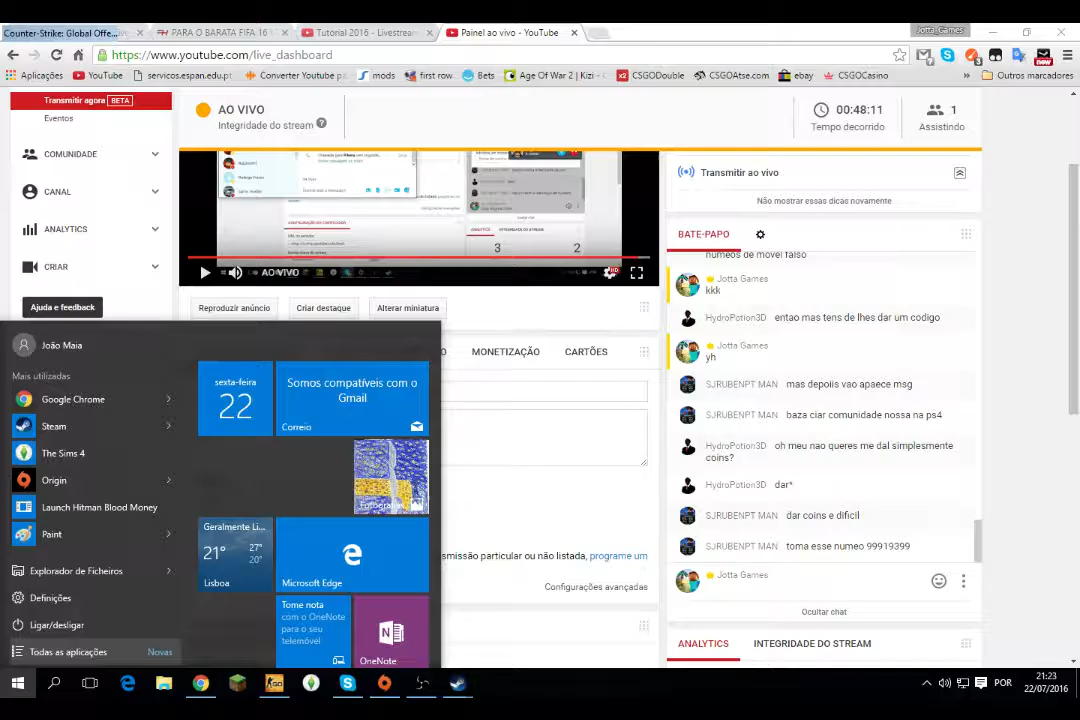 Counter-Strike: Global Offe...
PARA O BARATA FIFA 16
Tutorial 2016 - Livestream
Painel ao vivo - YouTube
Jotta Games
https://www.youtube.com/live_dashboard
Aplicações
YouTube
servicos.espan.edu.pt
Converter Youtube pa
mods
first row
Bets
Age Of War 2 | Kizi - G
CSGODouble
CSGOAtse.com
ebay
CSGOCasino
»
Outros marcadores
Transmitir agora BETA
Eventos
COMUNIDADE
CANAL
ANALYTICS
CRIAR
Ajuda e feedback
AO VIVO
Integridade do stream
00:48:11
Tempo decorrido
1
Assistindo
ANALYTICS
3
2
AO VIVO
HD
Reproduzir anúncio
Criar destaque
Alterar miniatura
O
MONETIZAÇÃO
CARTÕES
smissão particular ou não listada, programe um
Configurações avançadas
Transmitir ao vivo
Não mostrar essas dicas novamente
BATE-PAPO
numeos de movel falso
Jotta Games
kkk
HydroPotion3D entao mas tens de lhes dar um codigo
Jotta Games
yh
SJRUBENPT MAN mas depoiis vao apaece msg
SJRUBENPT MAN baza ciar comunidade nossa na ps4
HydroPotion3D oh meu nao queres me dal simplesmente
coins?
HydroPotion3D dar*
SJRUBENPT MAN dar coins e dificil
SJRUBENPT MAN toma esse numeo 99919399
Jotta Games
Ocultar chat
ANALYTICS
INTEGRIDADE DO STREAM
João Maia
Mais utilizadas
Google Chrome
Steam
The Sims 4
Origin
Launch Hitman Blood Money
Paint
Explorador de Ficheiros
Definições
Ligar/desligar
Todas as aplicações
Novas
sexta-feira
22
Somos compatíveis com o
Gmail
Correio
Fotografias
Geralmente Li...
21°
27°
20°
Lisboa
Microsoft Edge
Tome nota
com o OneNote
para o seu
telemóvel
OneNote
POR
21:23
22/07/2016